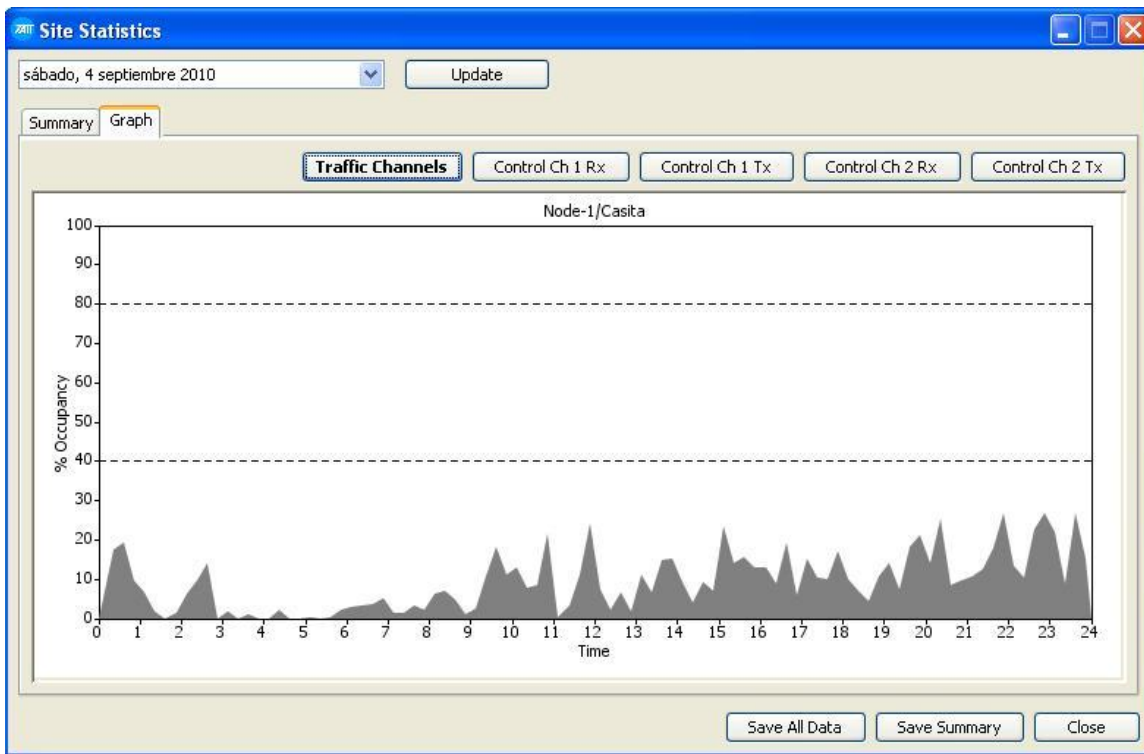 TAIT Site Statistics
sábado, 4 septiembre 2010 Update
Summary Graph
Traffic Channels Control Ch 1 Rx Control Ch 1 Tx Control Ch 2 Rx Control Ch 2 Tx
Node-1/Casita
100
90
80
70
60
50
40
30
20
10
0
% Occupancy
0 1 2 3 4 5 6 7 8 9 10 11 12 13 14 15 16 17 18 19 20 21 22 23 24
Time
Save All Data Save Summary Close